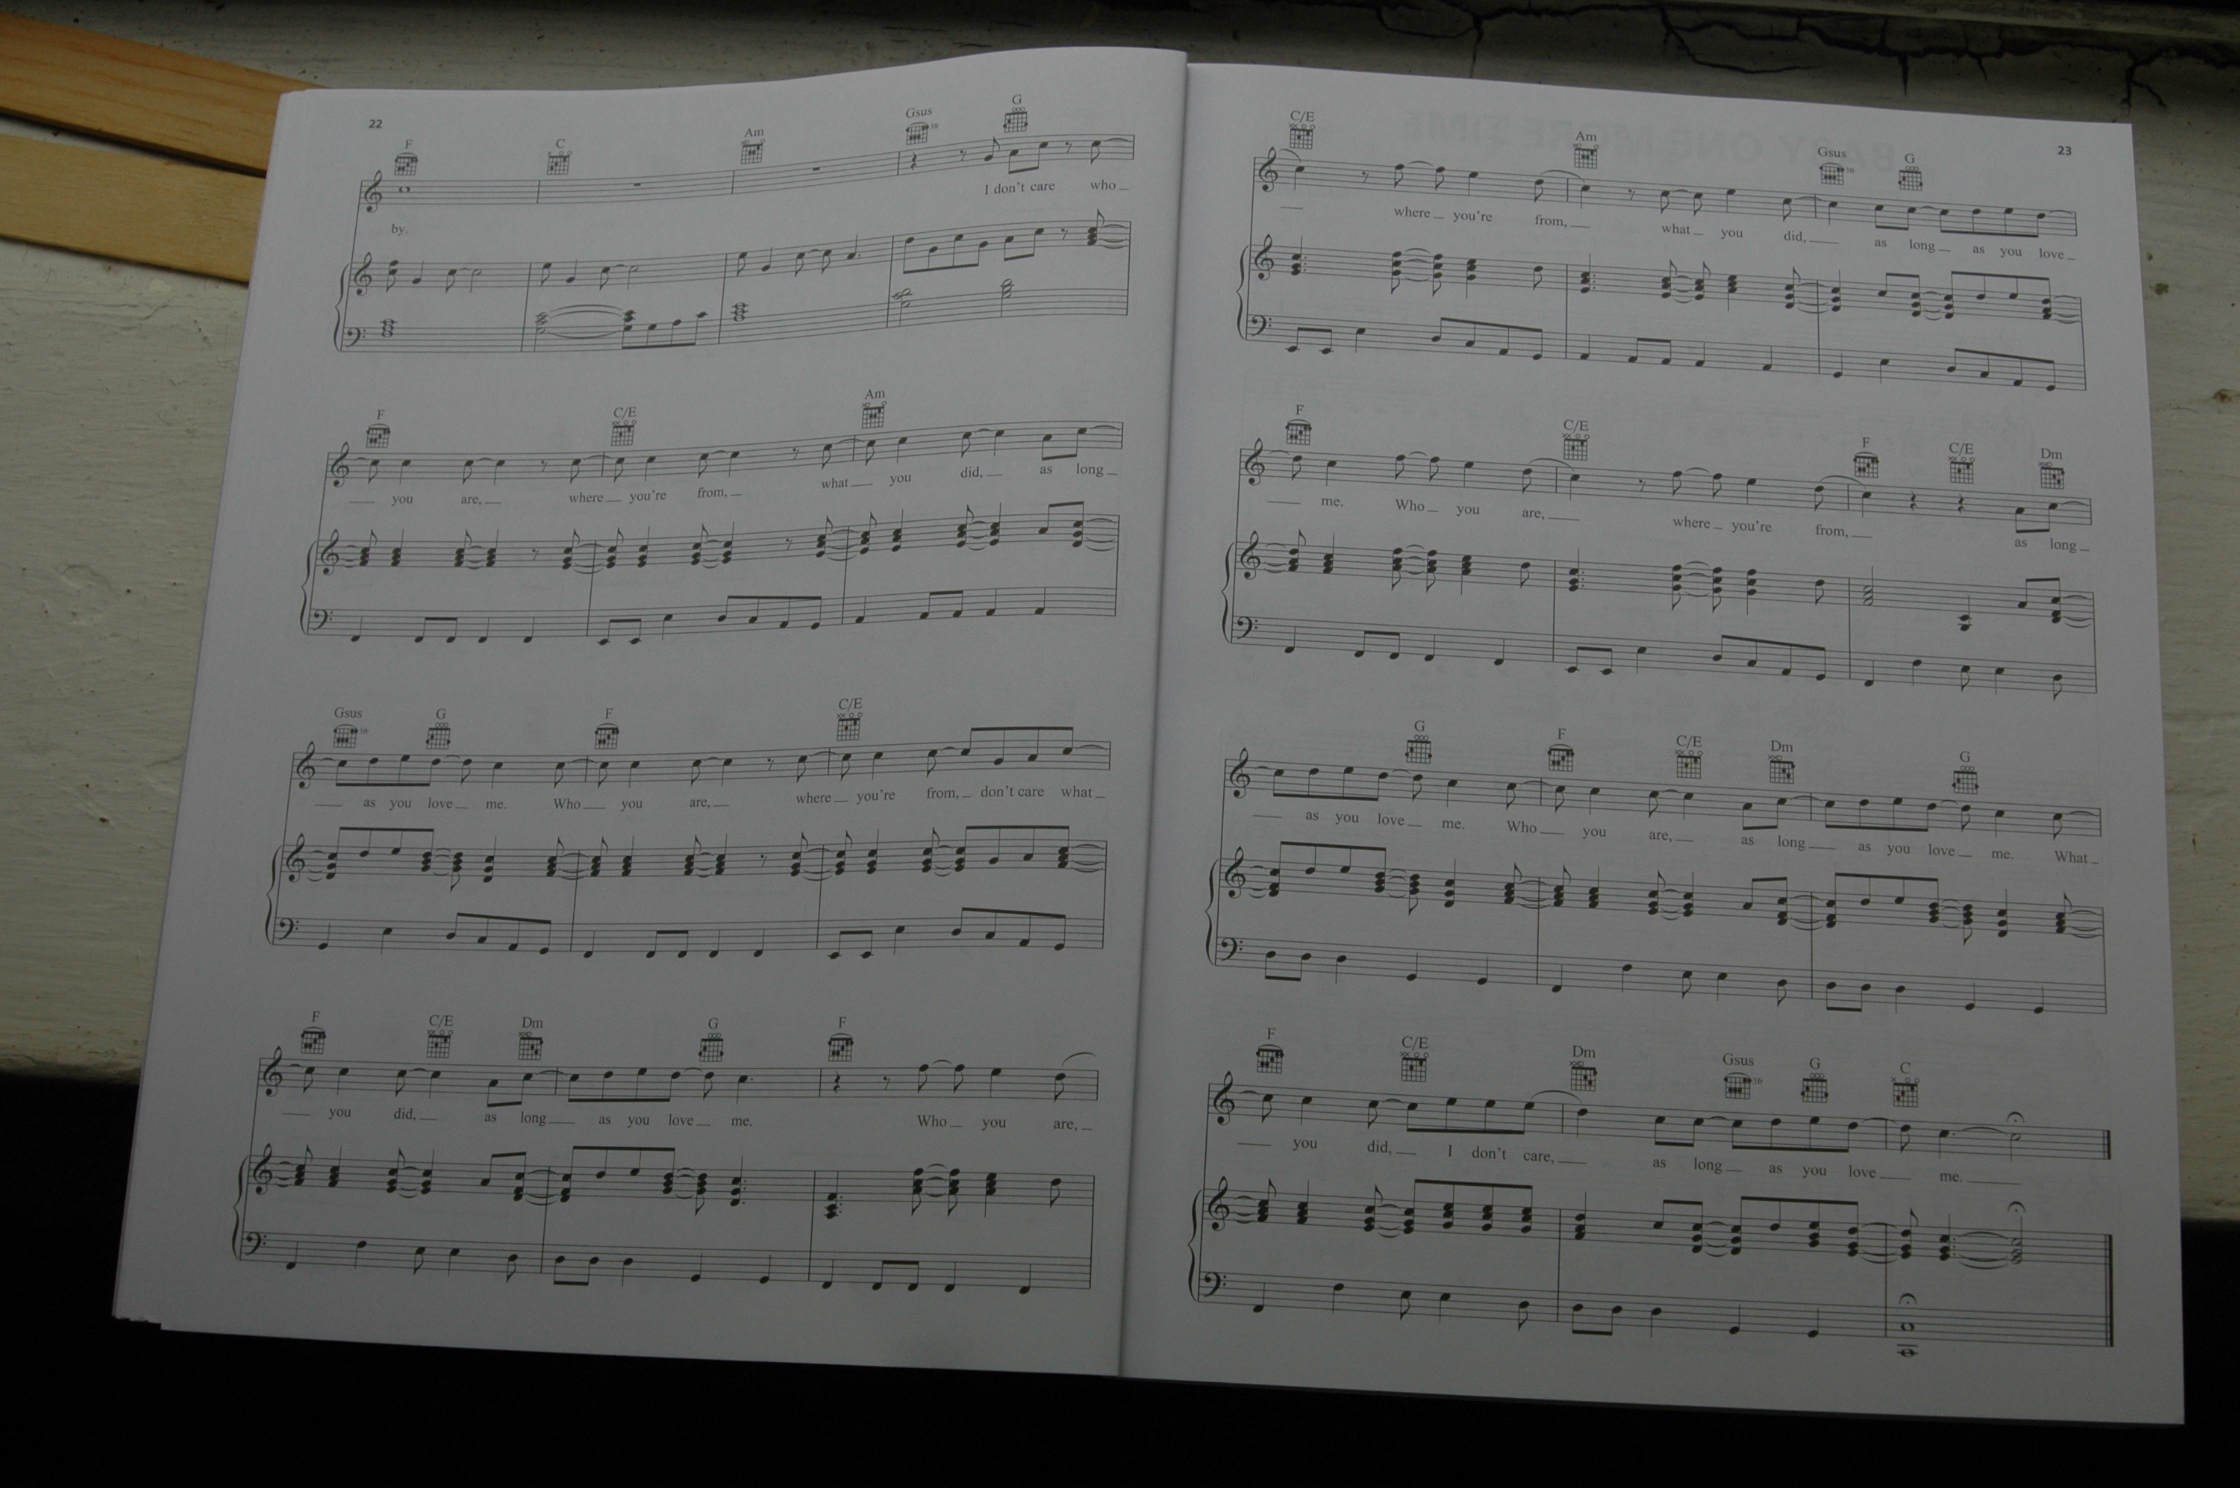 22
F C Am Gsus G
I don't care who
by.
F C/E Am
you are, where you're from, what you did, as long
Gsus G F C/E
as you love me. Who you are, where you're from, don't care what
F C/E Dm G F
you did, as long as you love me. Who you are,
23
C/E Am Gsus G
where you're from, what you did, as long as you love
F C/E F C/E Dm
me. Who you are, where you're from, as long
G F C/E Dm G
as you love me. Who you are, as long as you love me. What
F C/E Dm Gsus G C
you did, I don't care, as long as you love me.